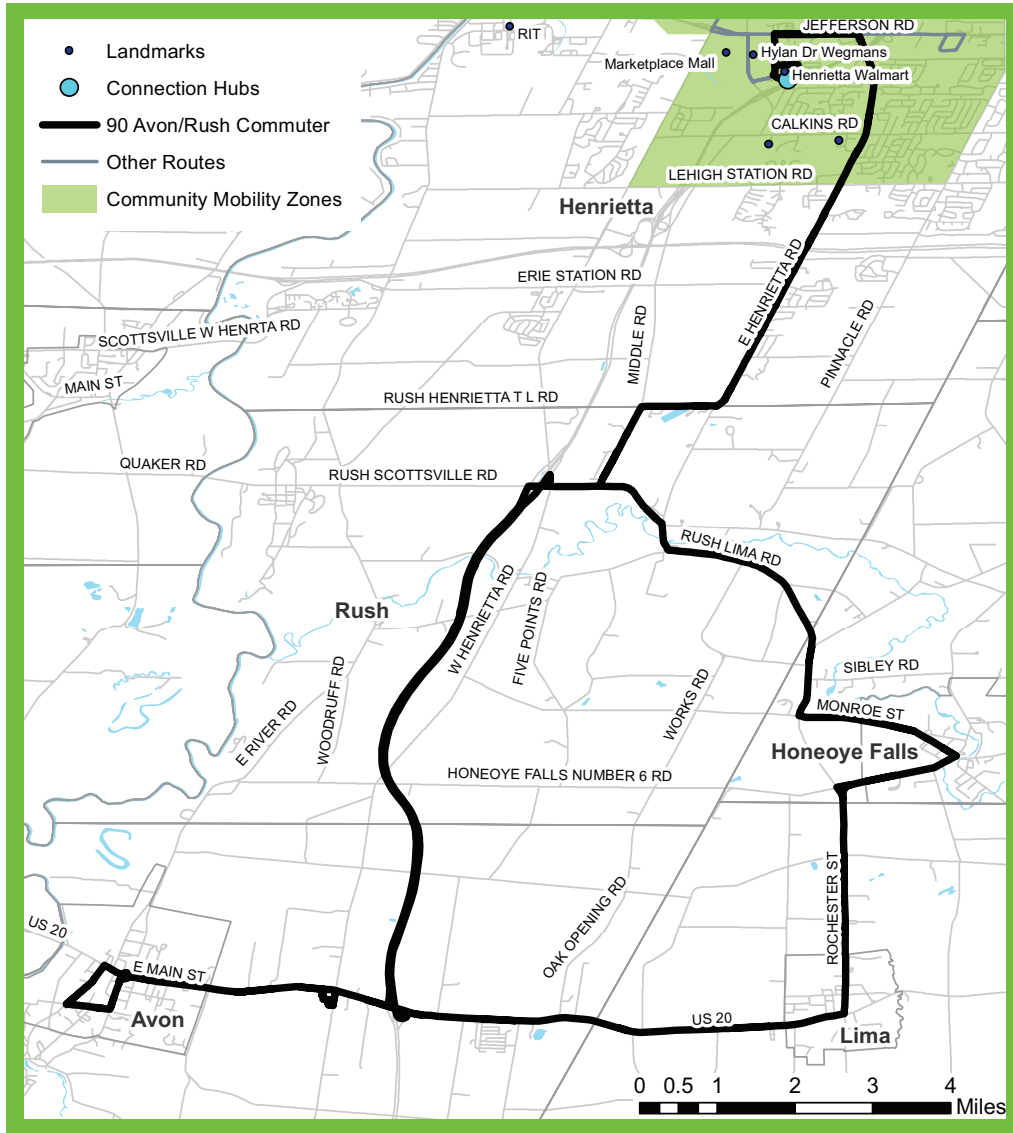 Landmarks
Connection Hubs
90 Avon/Rush Commuter
Other Routes
Community Mobility Zones
RIT
JEFFERSON RD
Marketplace Mall
Hylan Dr Wegmans
Henrietta Walmart
CALKINS RD
LEHIGH STATION RD
Henrietta
ERIE STATION RD
E HENRIETTA RD
SCOTTSVILLE W HENRTA RD
MIDDLE RD
PINNACLE RD
MAIN ST
RUSH HENRIETTA T L RD
QUAKER RD
RUSH SCOTTSVILLE RD
RUSH LIMA RD
Rush
W HENRIETTA RD
FIVE POINTS RD
SIBLEY RD
WOODRUFF RD
E RIVER RD
WORKS RD
MONROE ST
Honeoye Falls
HONEOYE FALLS NUMBER 6 RD
ROCHESTER ST
OAK OPENING RD
US 20
E MAIN ST
Avon
US 20
Lima
0 0.5 1 2 3 4
Miles